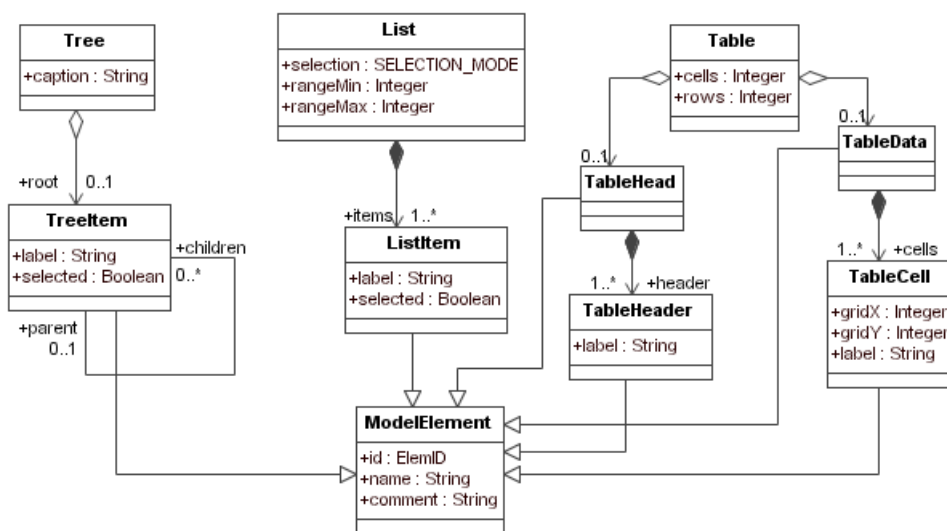 Tree
+caption : String
List
+selection : SELECTION_MODE
+rangeMin : Integer
+rangeMax : Integer
Table
+cells : Integer
+rows : Integer
0..1
TableData
0..1
TableHead
+root 0..1
TreeItem
+label : String
+selected : Boolean
+children
0..*
+parent
0..1
+items 1..*
ListItem
+label : String
+selected : Boolean
1..* +header
TableHeader
+label : String
1..* +cells
TableCell
+gridX : Integer
+gridY : Integer
+label : String
ModelElement
+id : ElemID
+name : String
+comment : String